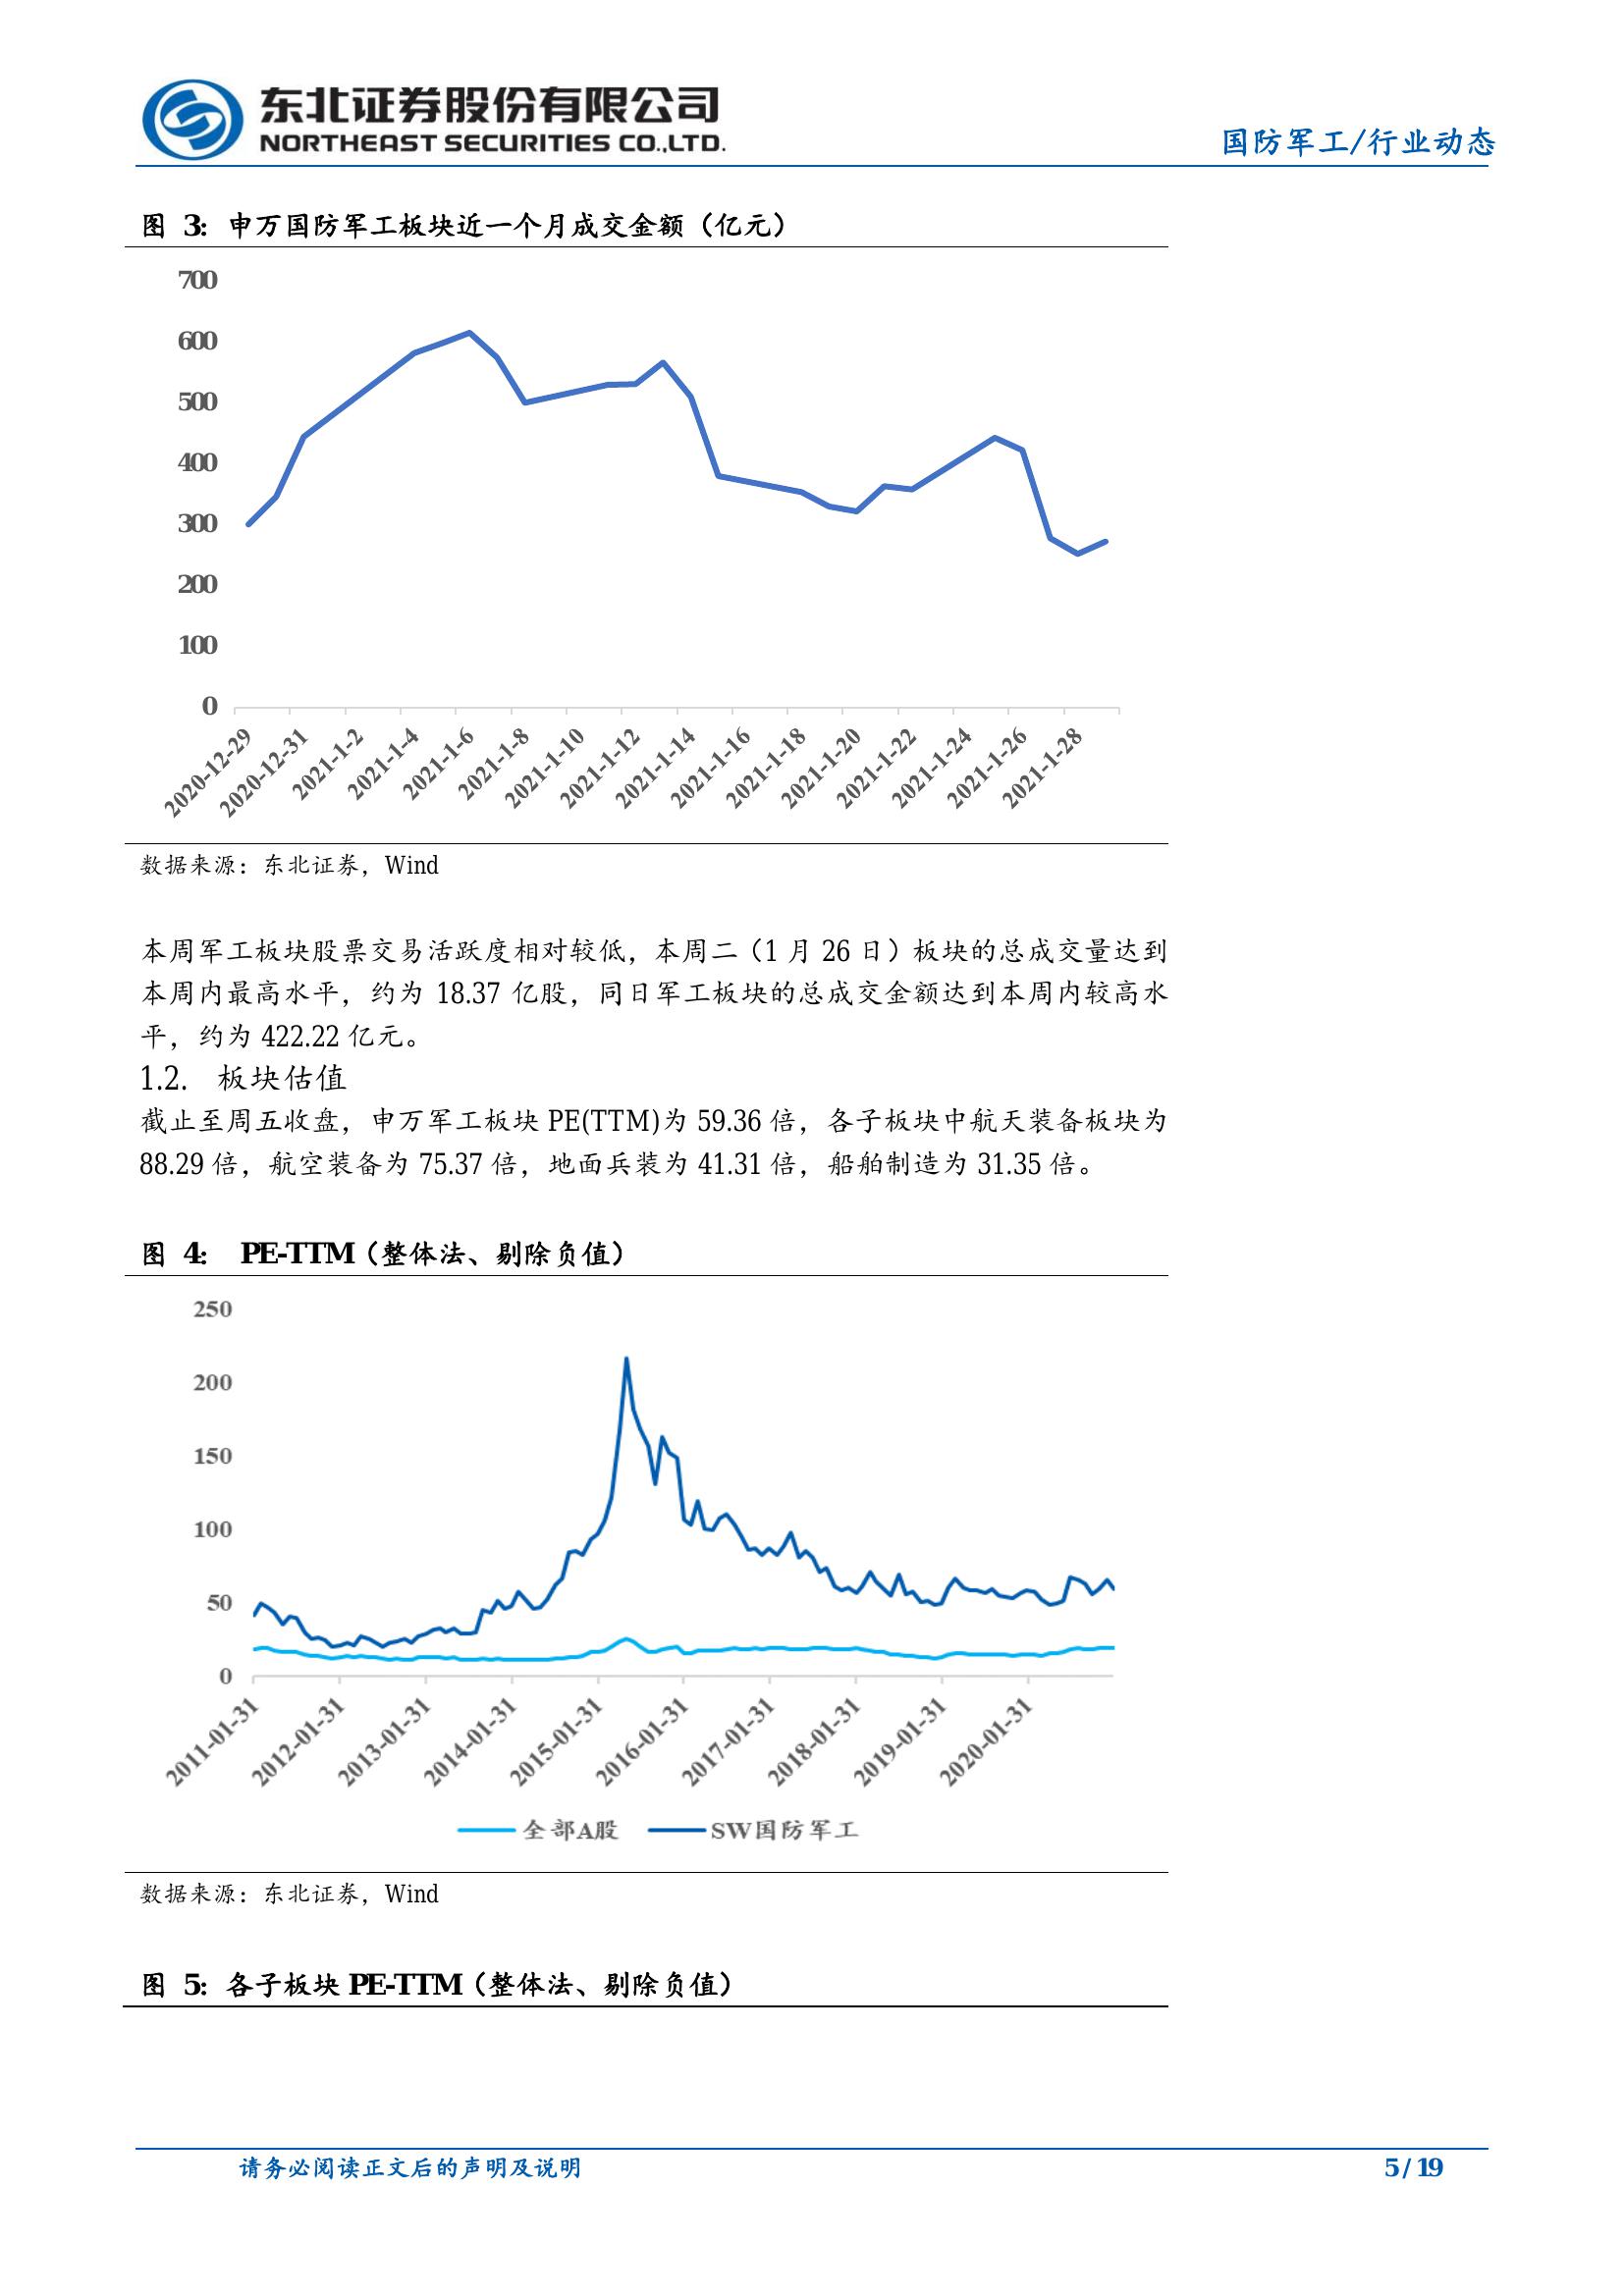 东北证券股份有限公司
NORTHEAST SECURITIES CO.,LTD.
国防军工/行业动态
图 3: 申万国防军工板块近一个月成交金额（亿元）
700
600
500
400
300
200
100
0
2020-12-29
2020-12-31
2021-1-2
2021-1-4
2021-1-6
2021-1-8
2021-1-10
2021-1-12
2021-1-14
2021-1-16
2021-1-18
2021-1-20
2021-1-22
2021-1-24
2021-1-26
2021-1-28
数据来源：东北证券，Wind
本周军工板块股票交易活跃度相对较低，本周二（1 月 26 日）板块的总成交量达到
本周内最高水平，约为 18.37 亿股，同日军工板块的总成交金额达到本周内较高水
平，约为 422.22 亿元。
1.2. 板块估值
截止至周五收盘，申万军工板块 PE(TTM)为 59.36 倍，各子板块中航天装备板块为
88.29 倍，航空装备为 75.37 倍，地面兵装为 41.31 倍，船舶制造为 31.35 倍。
图 4: PE-TTM（整体法、剔除负值）
250
200
150
100
50
0
2011-01-31
2012-01-31
2013-01-31
2014-01-31
2015-01-31
2016-01-31
2017-01-31
2018-01-31
2019-01-31
2020-01-31
全部A股 SW国防军工
数据来源：东北证券，Wind
图 5: 各子板块 PE-TTM（整体法、剔除负值）
请务必阅读正文后的声明及说明
5 / 19